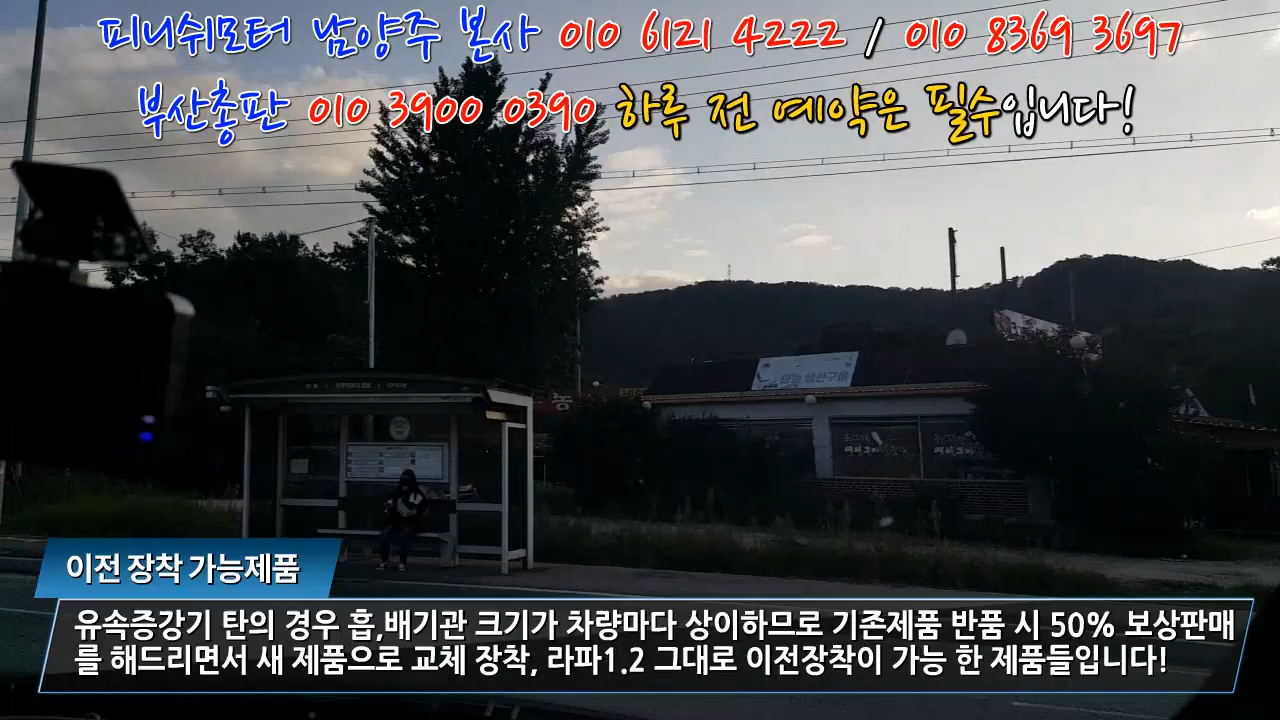 피니쉬모터 남양주 본사 010 6121 4222 / 010 8369 3697
부산총판 010 3900 0390 하루 전 예약은 필수입니다!
이전 장착 가능제품
유속증강기 탄의 경우 흡,배기관 크기가 차량마다 상이하므로 기존제품 반품 시 50% 보상판매
를 해드리면서 새 제품으로 교체 장착, 라파1.2 그대로 이전장착이 가능 한 제품들입니다!